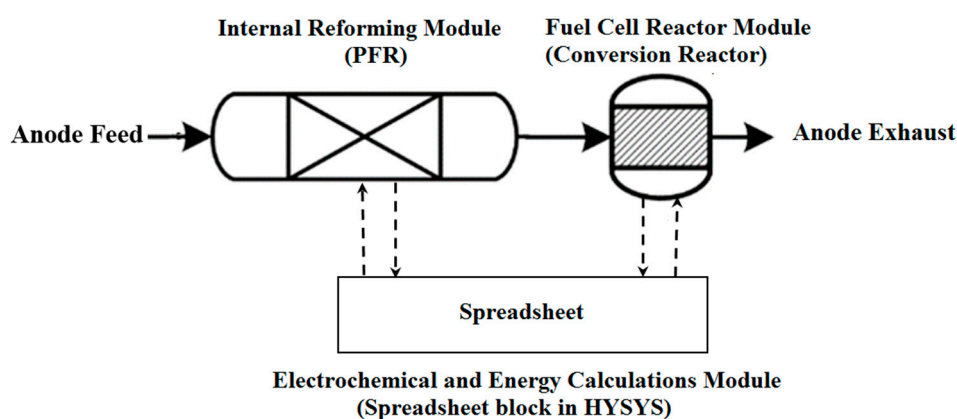 Internal Reforming Module
(PFR)
Fuel Cell Reactor Module
(Conversion Reactor)
Anode Feed
Anode Exhaust
Spreadsheet
Electrochemical and Energy Calculations Module
(Spreadsheet block in HYSYS)